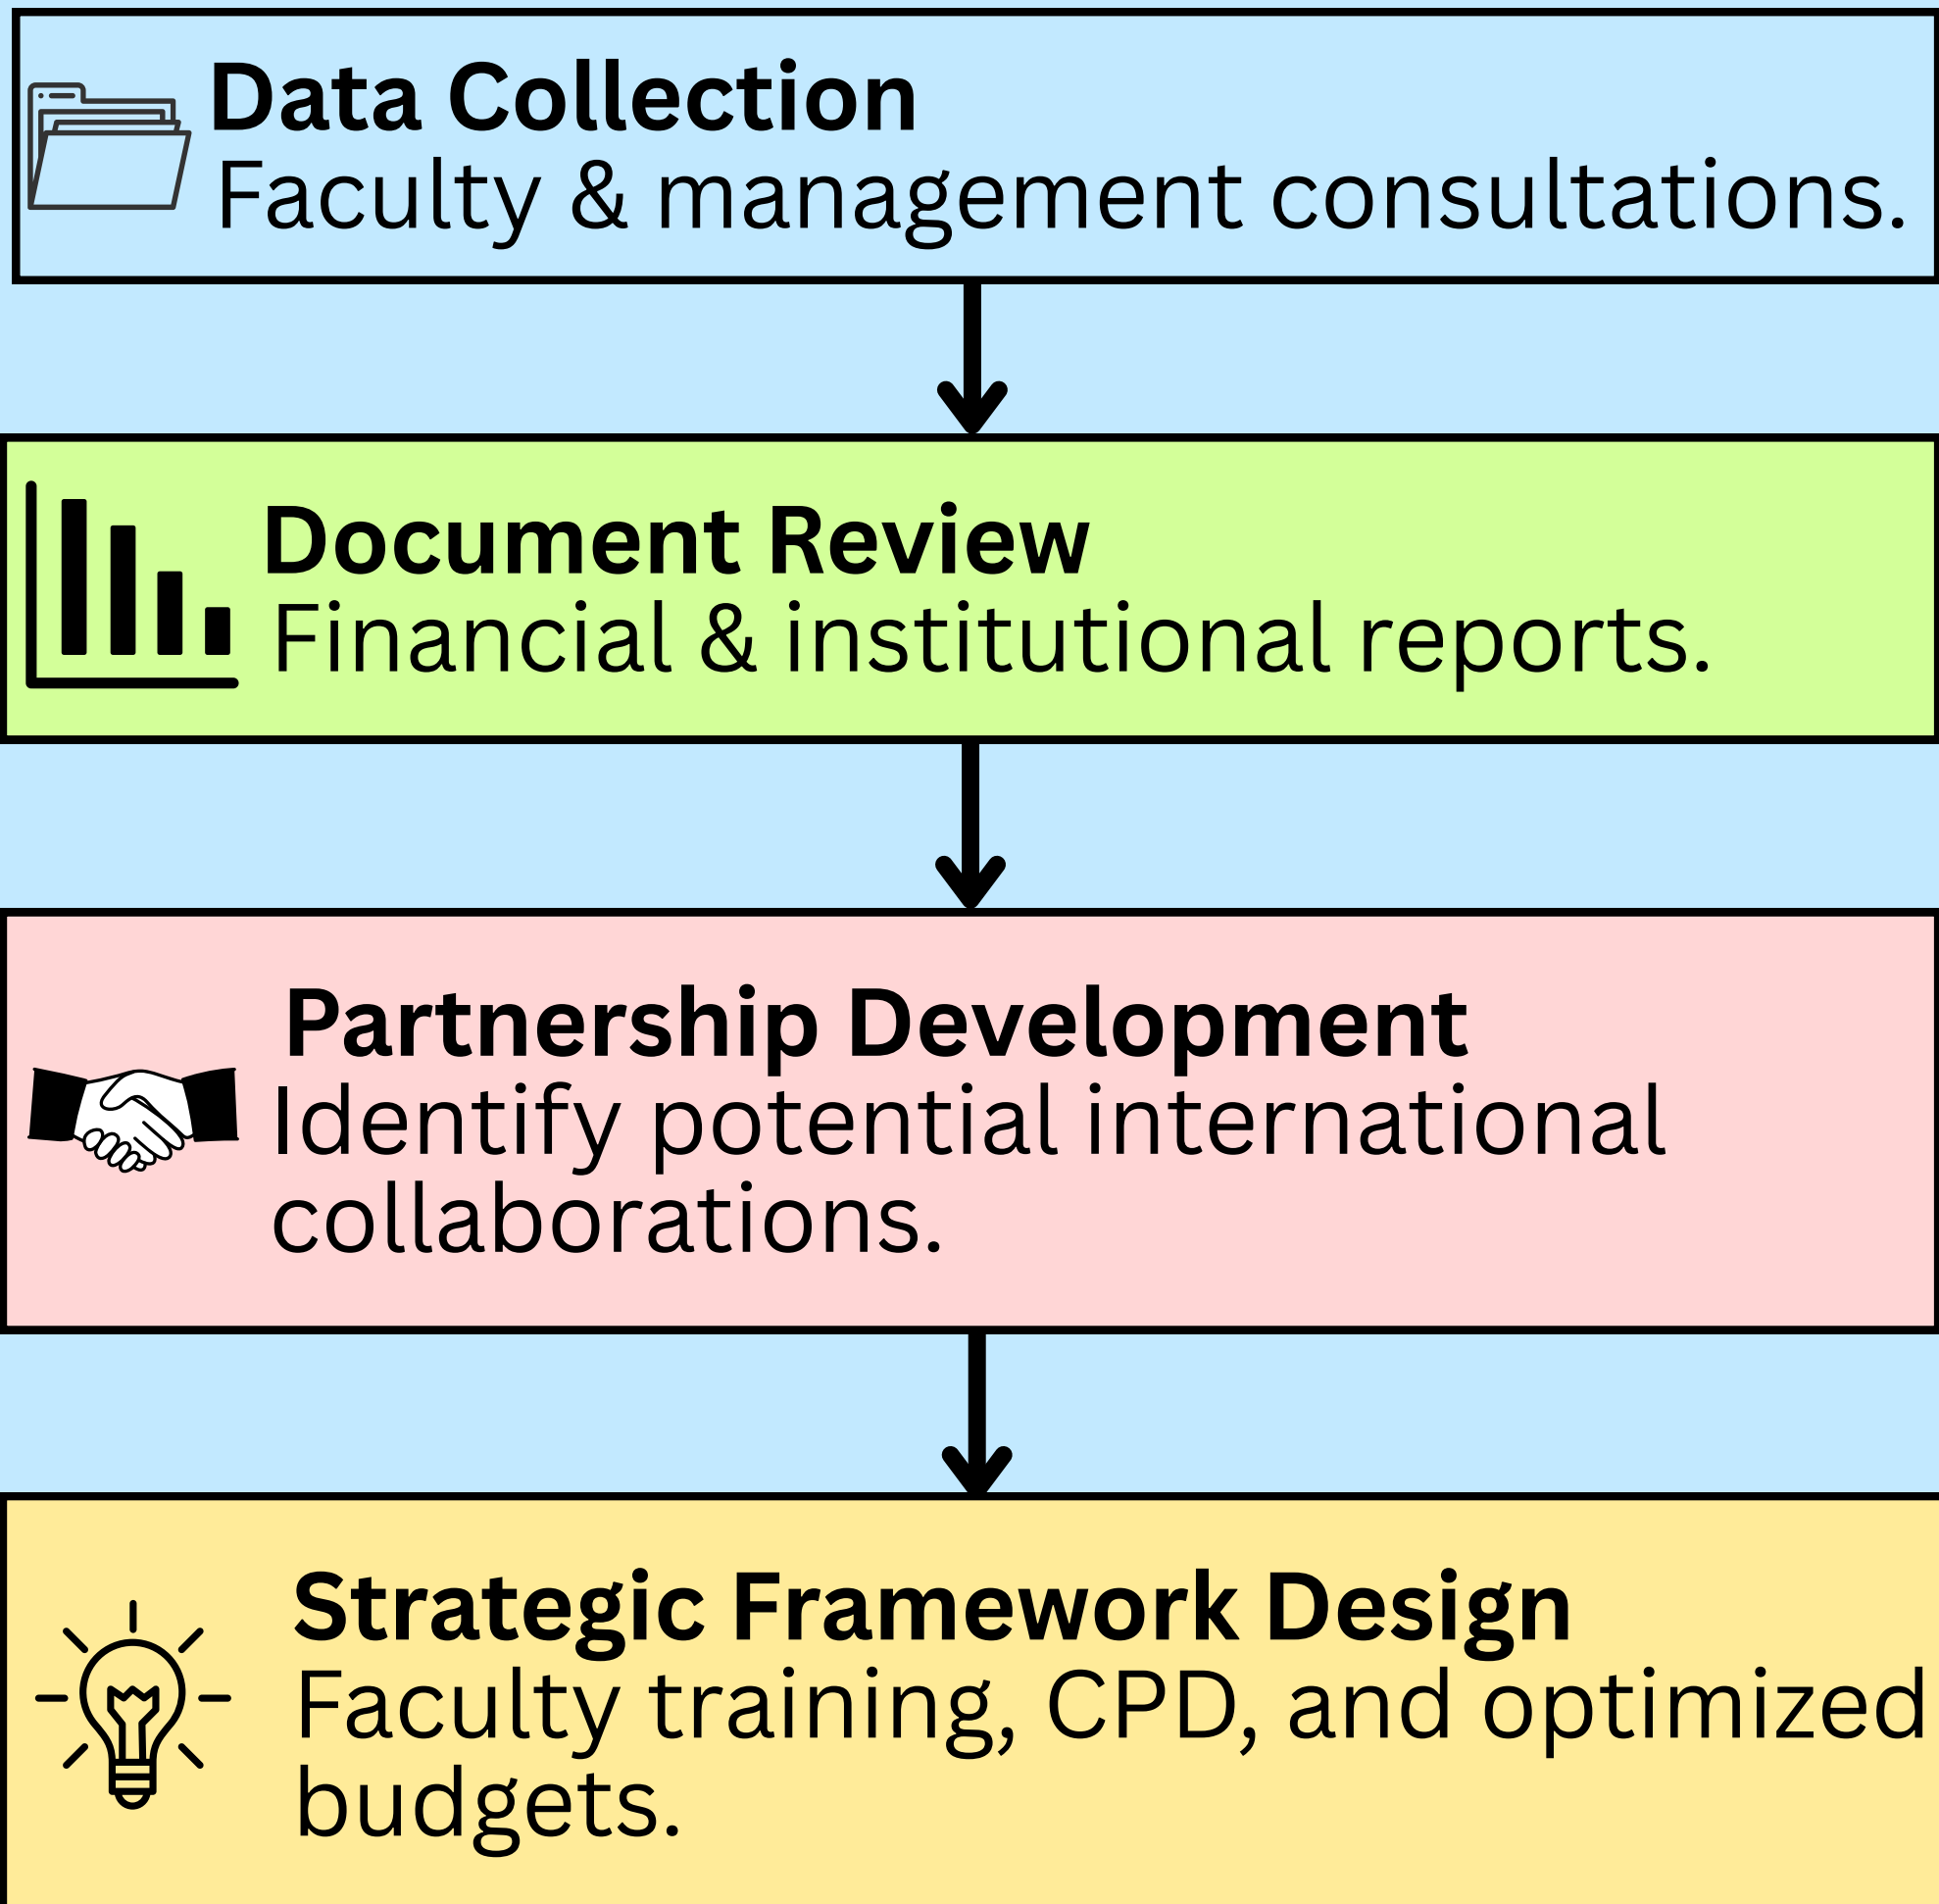 Data Collection
Faculty & management consultations.
Document Review
Financial & institutional reports.
Partnership Development
Identify potential international
collaborations.
Strategic Framework Design
Faculty training, CPD, and optimized
budgets.